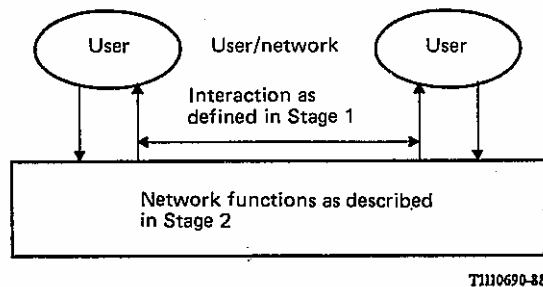 User
User/network
User
Interaction as
defined in Stage 1
Network functions as described
in Stage 2
T1110690-88